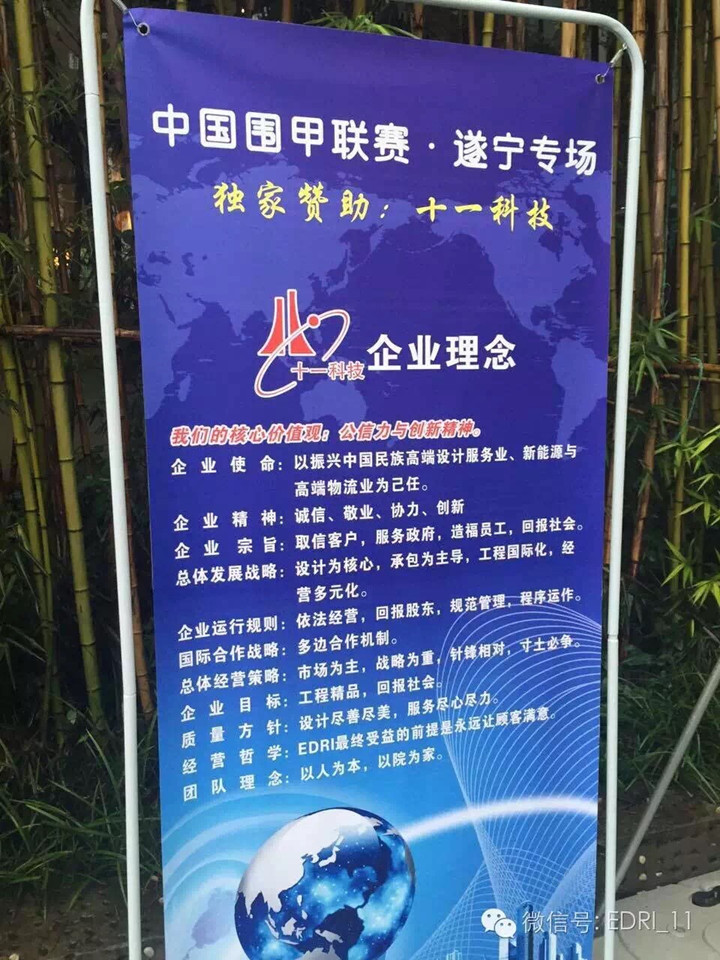 中国围甲联赛·遂宁专场
独家赞助：十一科技
十一科技 企业理念
我们的核心价值观：公信力与创新精神。
企业使命：以振兴中国民族高端设计服务业、新能源与
高端物流业为己任。
企业精神：诚信、敬业、协力、创新
企业宗旨：取信客户，服务政府，造福员工，回报社会。
总体发展战略：设计为核心，承包为主导，工程国际化，经
营多元化。
企业运行规则：依法经营，回报股东，规范管理，程序运作。
国际合作战略：多边合作机制。
总体经营策略：市场为主，战略为重，针锋相对，寸土必争。
企业目标：工程精品，回报社会。
质量方针：设计尽善尽美，服务尽心尽力。
经营哲学：EDRI最终受益的前提是永远让顾客满意。
团队理念：以人为本，以院为家。
微信号: EDRI_11